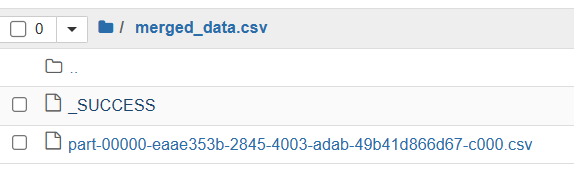 0 / merged_data.csv
..
_SUCCESS
part-00000-eaae353b-2845-4003-adab-49b41d866d67-c000.csv